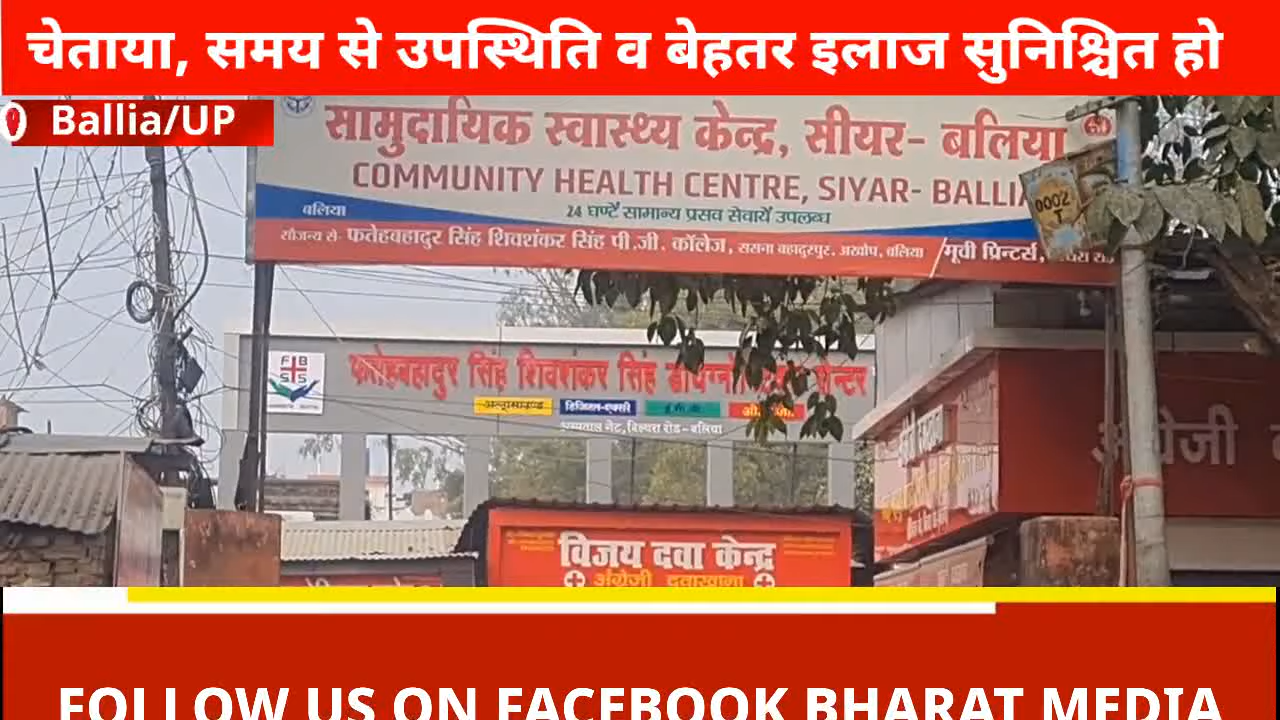 चेताया, समय से उपस्थिति व बेहतर इलाज सुनिश्चित हो
Ballia/UP
सामुदायिक स्वास्थ्य केन्द्र, सीयर- बलिया
COMMUNITY HEALTH CENTRE, SIYAR- BALLIA
24 घण्टें सामान्य प्रसव सेवायें उपलब्ध
बलिया
सौजन्य से- फतेहबहादुर सिंह शिवशंकर सिंह पी.जी. कॉलेज, ससना बहादुरपुर, अखोप, बलिया
मूवी प्रिन्टर्स,
0002
T
F B
S S
फतेहबहादुर सिंह शिवशंकर सिंह
अल्ट्रासाउण्ड डिजिटल-एक्सरे ई.सी.जी.
अस्पताल गेट, बिल्थरा रोड - बलिया
अंग्रेजी
विजय दवा केन्द्र
अंग्रेजी दवाखाना
FOLLOW US ON FACEBOOK BHARAT MEDIA